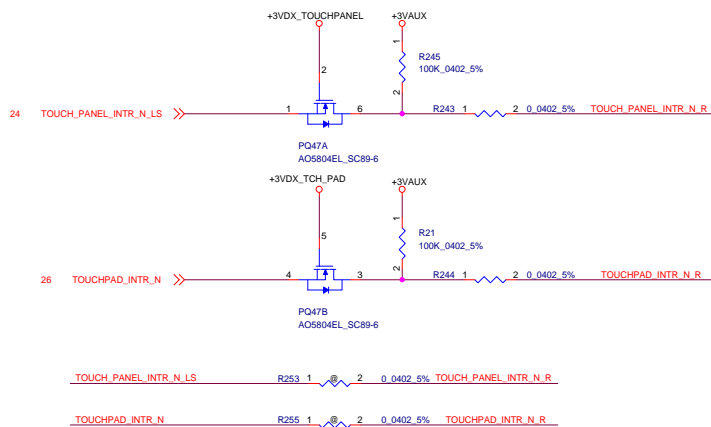 +3VDX_TOUCHPANEL +3VAUX
1
R245
100K_0402_5%
2
2
24 TOUCH_PANEL_INTR_N_LS 1 6 R243 1 2 0_0402_5% TOUCH_PANEL_INTR_N_R
PQ47A
AO5804EL_SC89-6
+3VDX_TCH_PAD +3VAUX
1
R21
5
100K_0402_5%
2
26 TOUCHPAD_INTR_N 4 3 R244 1 2 0_0402_5% TOUCHPAD_INTR_N_R
PQ47B
AO5804EL_SC89-6
TOUCH_PANEL_INTR_N_LS R253 1 @ 2 0_0402_5% TOUCH_PANEL_INTR_N_R
TOUCHPAD_INTR_N R255 1 @ 2 0_0402_5% TOUCHPAD_INTR_N_R